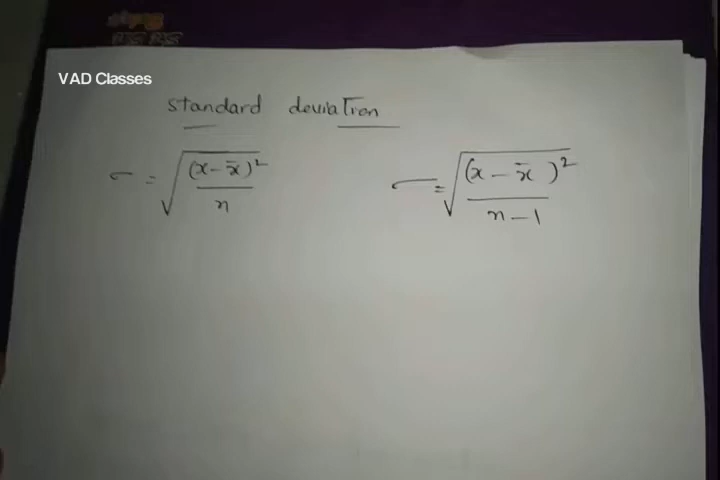 VAD Classes
standard deviation
σ = √((x - x̄)² / n)
σ = √((x - x̄)² / n - 1)